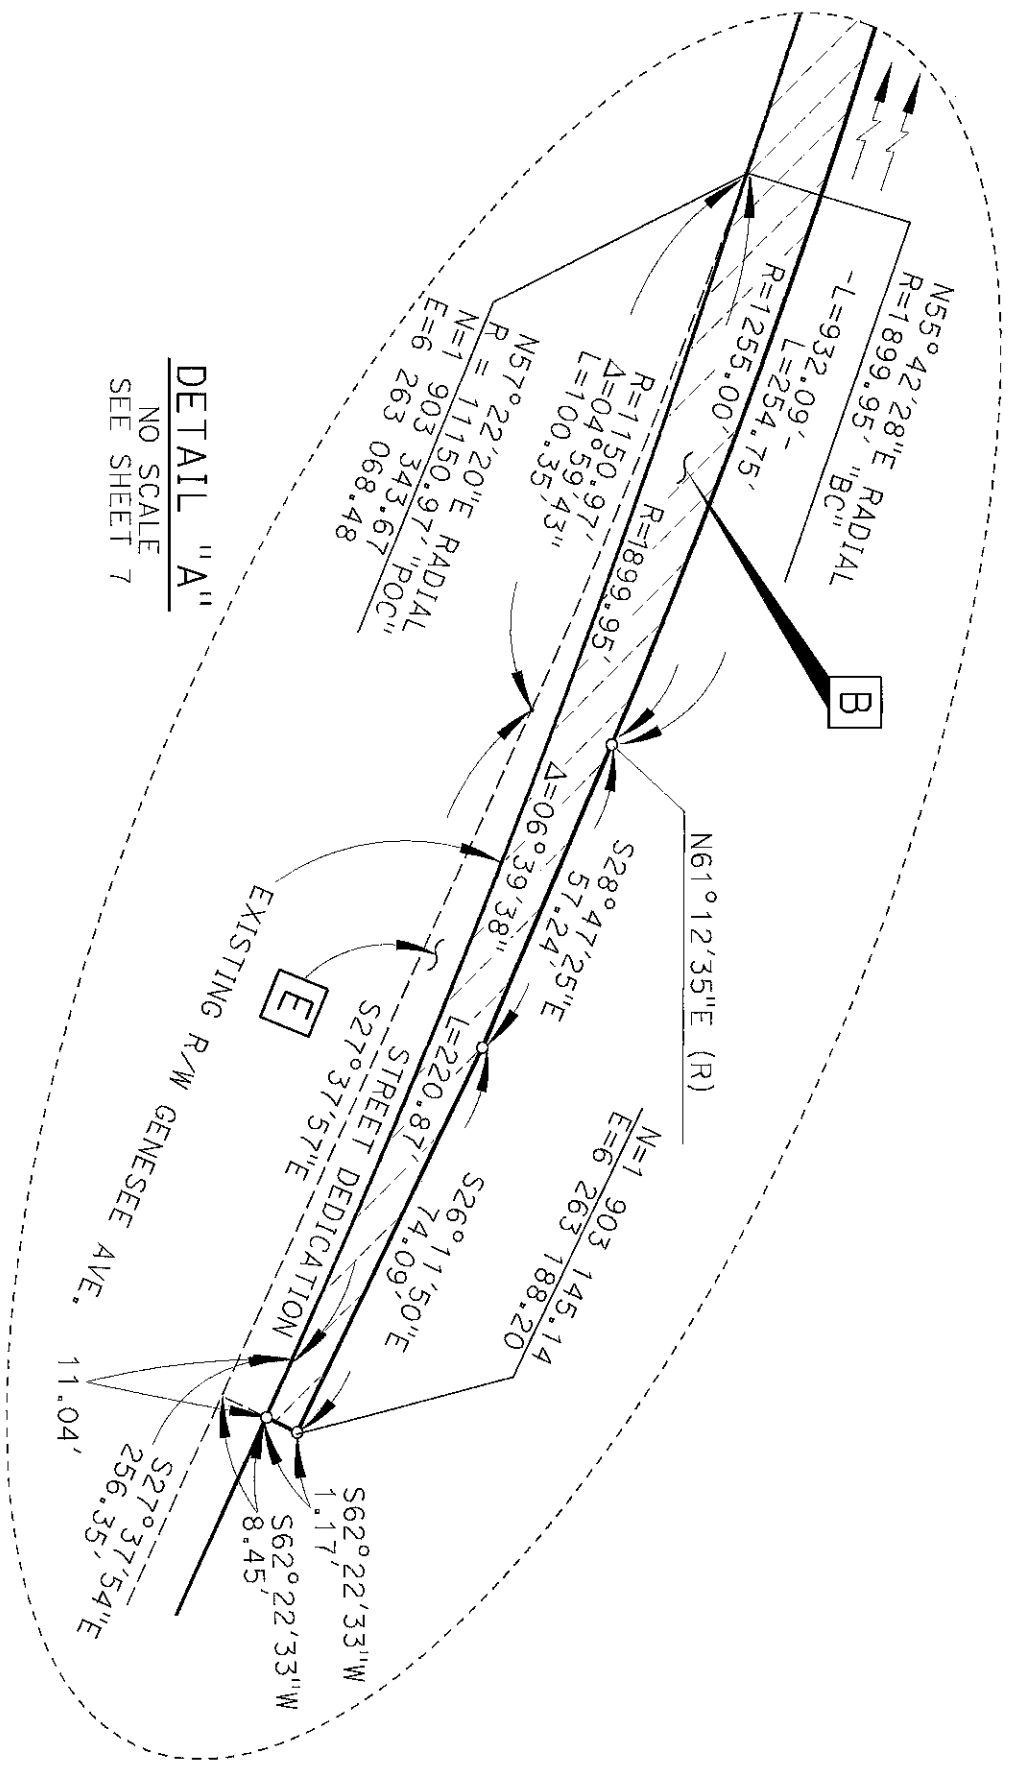 N55°42'28"E RADIAL
R=1899.95' "BC"
-L=932.09'-
L=254.75'
R=1255.00'
B
R=1899.95'
Δ=06°39'38"
L=220.87'
R=1150.97'
Δ=04°59'43"
L=100.35'
N57°22'20"E RADIAL
R = 11150.97' "POC"
N=1 903 343.67
E=6 263 068.48
N61°12'35"E (R)
S28°47'25"E
57.24'
S26°11'50"E
74.09'
N=1 903 145.14
E=6 263 188.20
S62°22'33"W
1.17'
S62°22'33"W
8.45'
STREET DEDICATION
S27°37'57"E
E
EXISTING R/W GENESEE AVE.
11.04'
S27°37'54"E
256.35'
DETAIL "A"
NO SCALE
SEE SHEET 7